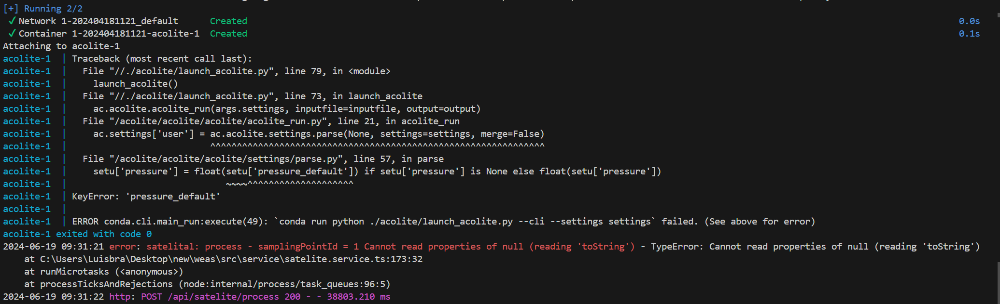 [+] Running 2/2
✓ Network 1-202404181121_default Created 0.0s
✓ Container 1-202404181121-acolite-1 Created 0.1s
Attaching to acolite-1
acolite-1 | Traceback (most recent call last):
acolite-1 | File "//./acolite/launch_acolite.py", line 79, in <module>
acolite-1 | launch_acolite()
acolite-1 | File "//./acolite/launch_acolite.py", line 73, in launch_acolite
acolite-1 | ac.acolite.acolite_run(args.settings, inputfile=inputfile, output=output)
acolite-1 | File "/acolite/acolite/acolite/acolite_run.py", line 21, in acolite_run
acolite-1 | ac.settings['user'] = ac.acolite.settings.parse(None, settings=settings, merge=False)
acolite-1 | ^^^^^^^^^^^^^^^^^^^^^^^^^^^^^^^^^^^^^^^^^^^^^^^^^^^^^^^^^^^^^^^
acolite-1 | File "/acolite/acolite/acolite/settings/parse.py", line 57, in parse
acolite-1 | setu['pressure'] = float(setu['pressure_default']) if setu['pressure'] is None else float(setu['pressure'])
acolite-1 | ~~~~^^^^^^^^^^^^^^^^^^^^
acolite-1 | KeyError: 'pressure_default'
acolite-1 |
acolite-1 | ERROR conda.cli.main_run:execute(49): `conda run python ./acolite/launch_acolite.py --cli --settings settings` failed. (See above for error)
acolite-1 exited with code 0
2024-06-19 09:31:21 error: satelital: process - samplingPointId = 1 Cannot read properties of null (reading 'toString') - TypeError: Cannot read properties of null (reading 'toString')
at C:\Users\Luisbra\Desktop\new\weas\src\service\satelite.service.ts:173:32
at runMicrotasks (<anonymous>)
at processTicksAndRejections (node:internal/process/task_queues:96:5)
2024-06-19 09:31:22 http: POST /api/satelite/process 200 - - 38803.210 ms